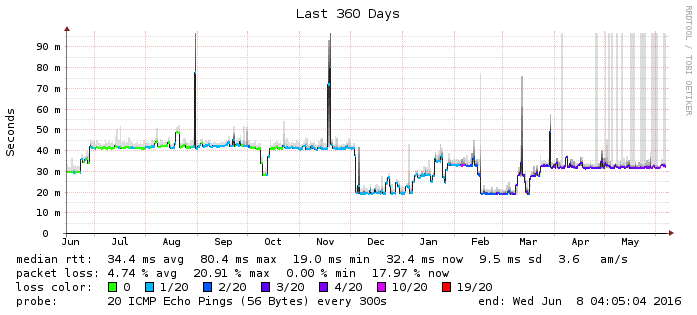 Last 360 Days
RRDTOOL / TOBI OETIKER
Seconds
90 m
80 m
70 m
60 m
50 m
40 m
30 m
20 m
10 m
0
Jun Jul Aug Sep Oct Nov Dec Jan Feb Mar Apr May
median rtt: 34.4 ms avg 80.4 ms max 19.0 ms min 32.4 ms now 9.5 ms sd 3.6 am/s
packet loss: 4.74 % avg 20.91 % max 0.00 % min 17.97 % now
loss color: 0 1/20 2/20 3/20 4/20 10/20 19/20
probe: 20 ICMP Echo Pings (56 Bytes) every 300s end: Wed Jun 8 04:05:04 2016